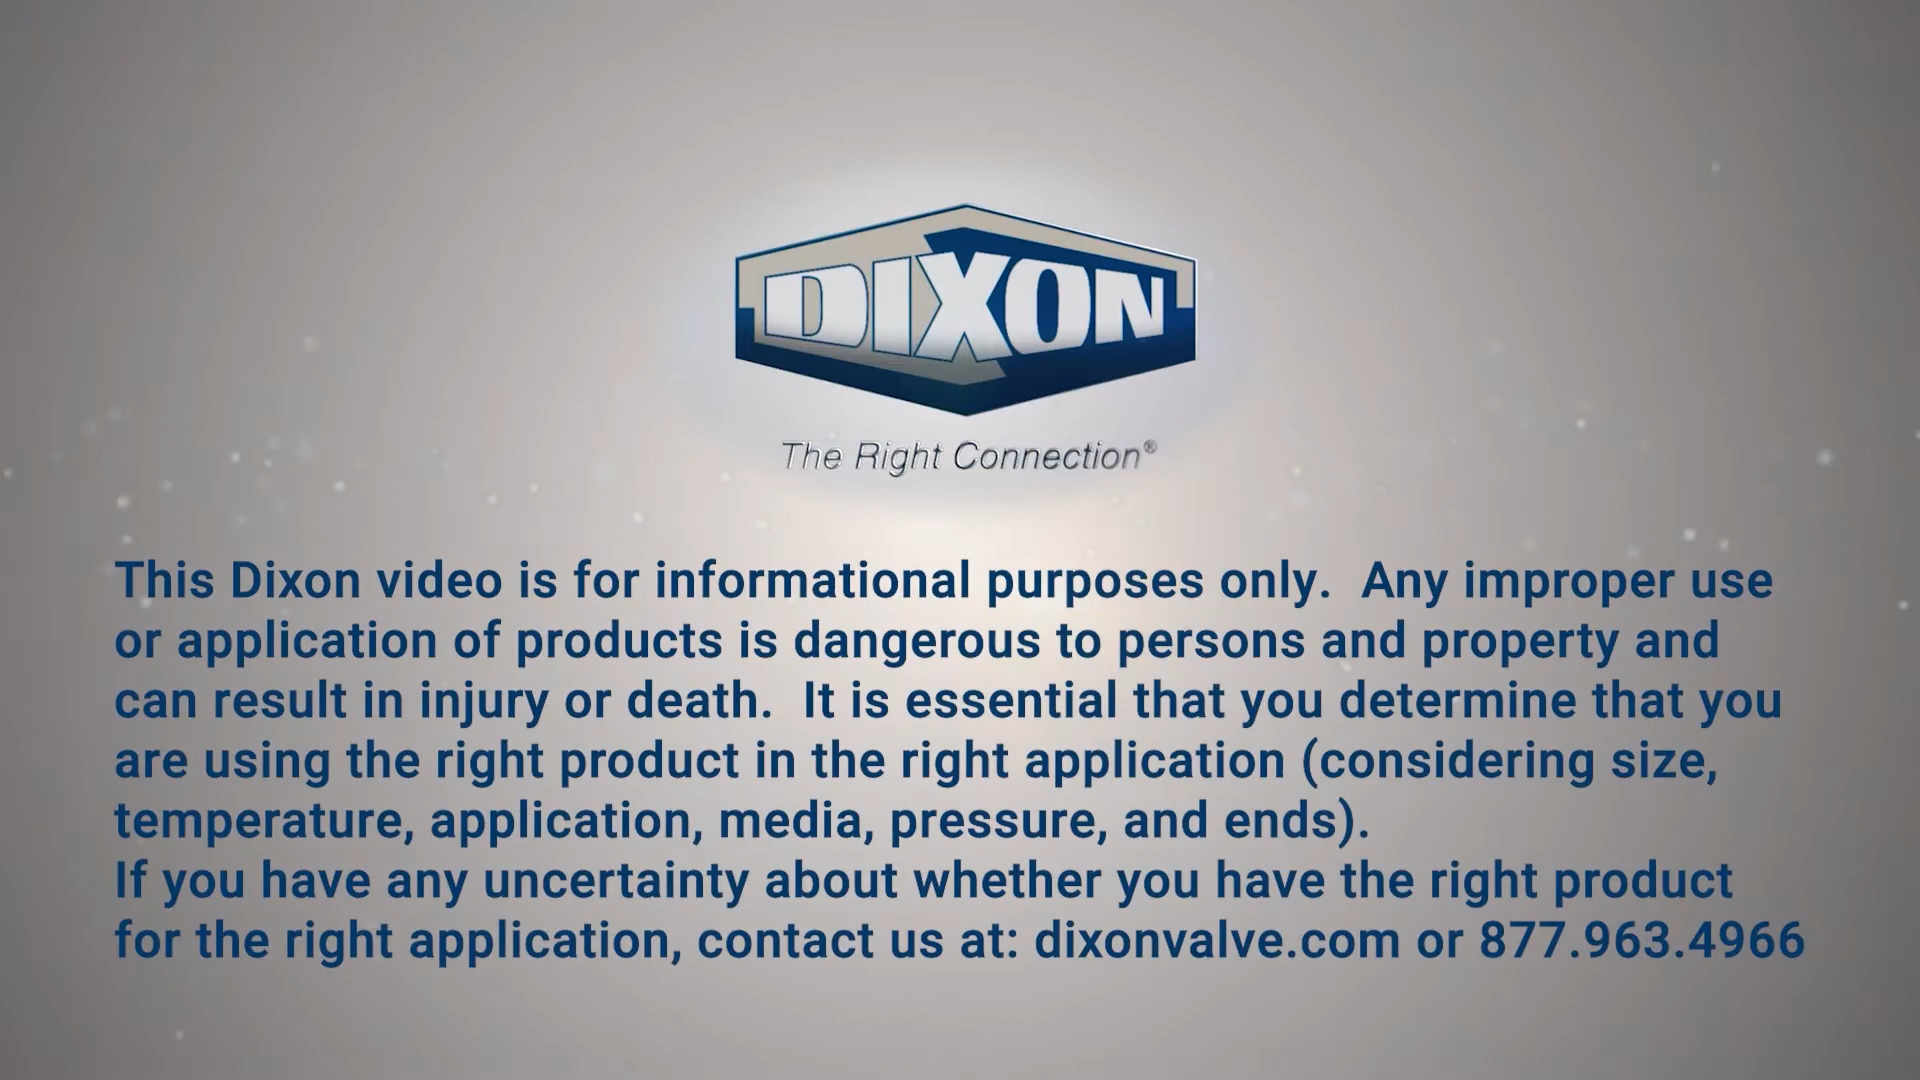 DIXON
The Right Connection®
This Dixon video is for informational purposes only.  Any improper use
or application of products is dangerous to persons and property and
can result in injury or death.  It is essential that you determine that you
are using the right product in the right application (considering size,
temperature, application, media, pressure, and ends).
If you have any uncertainty about whether you have the right product
for the right application, contact us at: dixonvalve.com or 877.963.4966